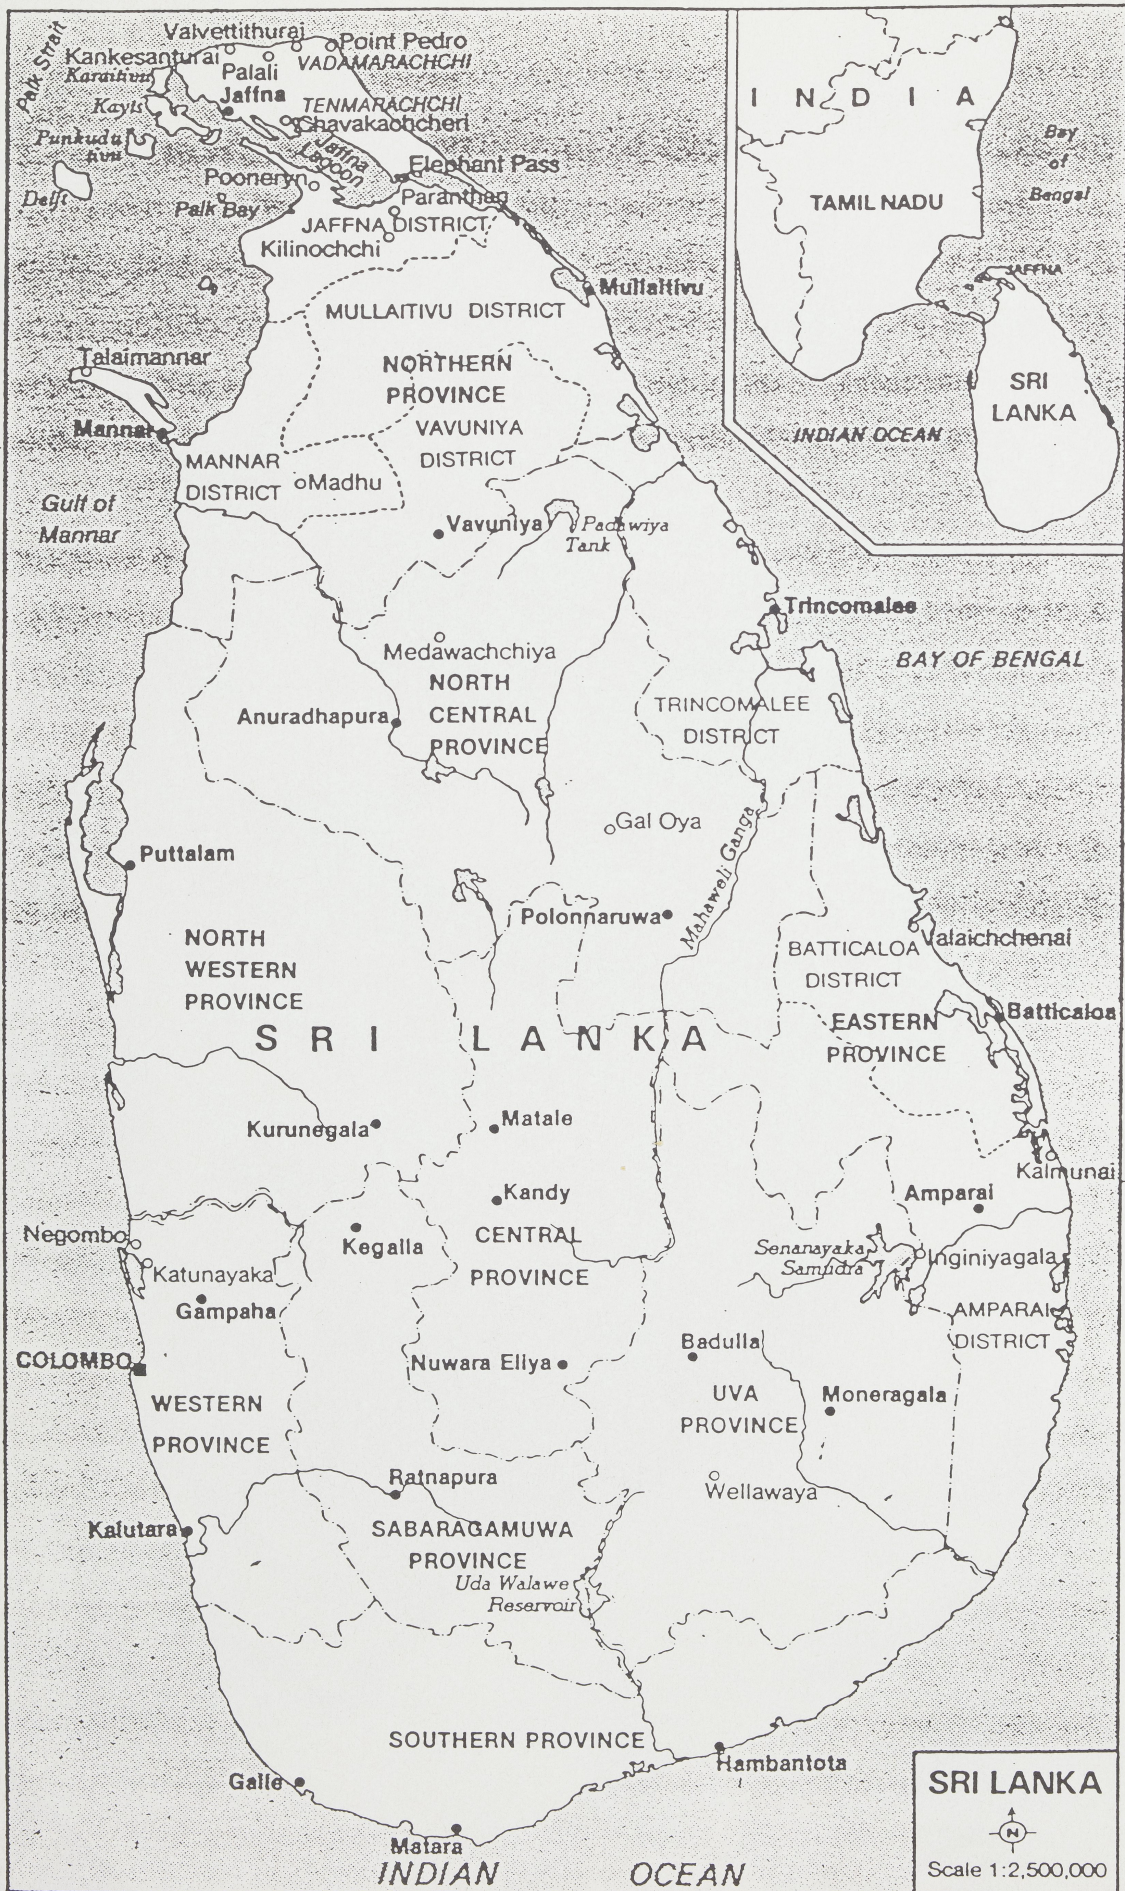 Palk Strait
Valvettithurai
Point Pedro
Kankesanturai
VADAMARACHCHI
Karaitivu
Palali
Jaffna
Kayts
TENMARACHCHI
Chavakachcheri
Punkudu
tivu
Jaffna
Lagoon
Elephant Pass
Delft
Pooneryn
Palk Bay
Paranthan
JAFFNA DISTRICT
Kilinochchi
Mullaitivu
MULLAITIVU DISTRICT
Talaimannar
NORTHERN
PROVINCE
Mannar
VAVUNIYA
DISTRICT
MANNAR
DISTRICT
Madhu
Gulf of
Mannar
Vavuniya
Padawiya
Tank
Trincomalee
Medawachchiya
BAY OF BENGAL
NORTH
CENTRAL
PROVINCE
Anuradhapura
TRINCOMALEE
DISTRICT
Gal Oya
Mahaweli Ganga
Puttalam
Polonnaruwa
NORTH
WESTERN
PROVINCE
Valaichchenai
BATTICALOA
DISTRICT
Batticaloa
EASTERN
PROVINCE
SRI LANKA
Kurunegala
Matale
Kalmunai
Kandy
Amparai
Negombo
Kegalla
CENTRAL
PROVINCE
Senanayaka
Samudra
Inginiyagala
Katunayaka
Gampaha
AMPARAI
DISTRICT
COLOMBO
Nuwara Eliya
Badulla
WESTERN
PROVINCE
UVA
PROVINCE
Moneragala
Ratnapura
Wellawaya
Kalutara
SABARAGAMUWA
PROVINCE
Uda Walawe
Reservoir
SOUTHERN PROVINCE
Hambantota
Galle
Matara
INDIAN OCEAN
INDIA
Bay
of
Bengal
TAMIL NADU
JAFFNA
SRI
LANKA
INDIAN OCEAN
SRI LANKA
N
Scale 1:2,500,000